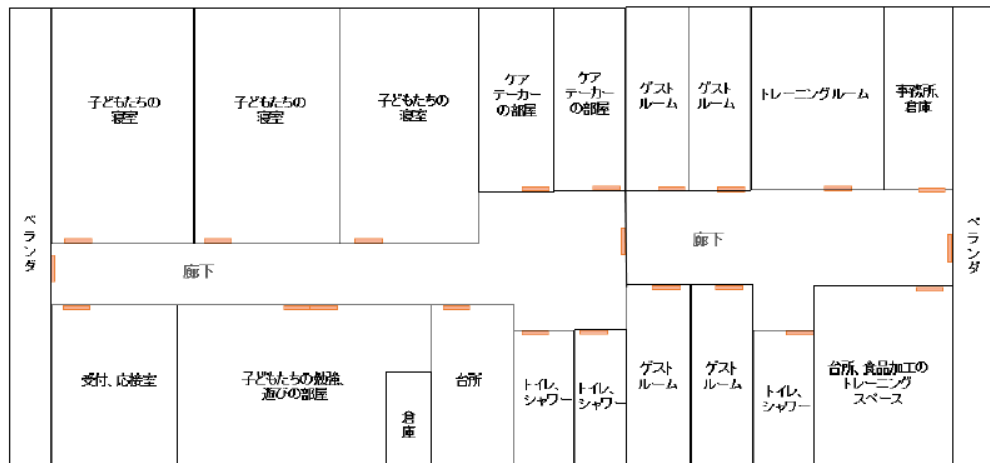 子どもたちの
寝室
子どもたちの
寝室
子どもたちの
寝室
ケア
テーカー
の部屋
ケア
テーカー
の部屋
ゲスト
ルーム
ゲスト
ルーム
トレーニングルーム
事務所、
倉庫
ベランダ
廊下
廊下
ベランダ
受付、応接室
子どもたちの勉強、
遊びの部屋
倉庫
台所
トイレ、
シャワー
トイレ、
シャワー
ゲスト
ルーム
ゲスト
ルーム
トイレ、
シャワー
台所、食品加工の
トレーニング
スペース